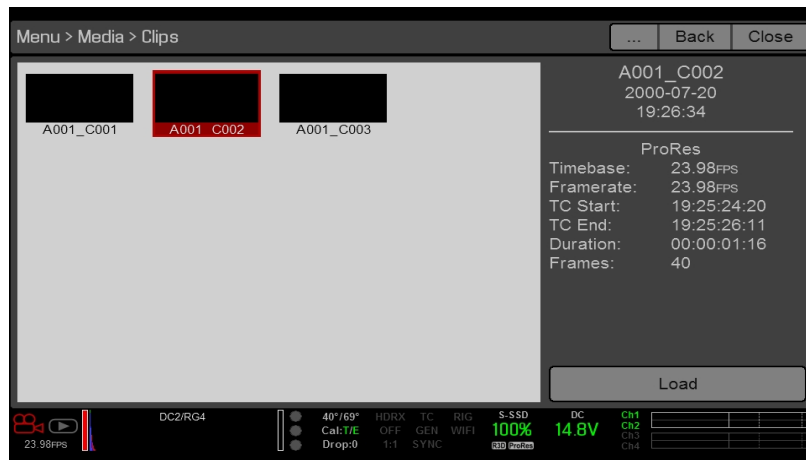 Menu > Media > Clips
... Back Close
A001_C001
A001_C002
A001_C003
A001_C002
2000-07-20
19:26:34
ProRes
Timebase: 23.98FPS
Framerate: 23.98FPS
TC Start: 19:25:24:20
TC End: 19:25:26:11
Duration: 00:00:01:16
Frames: 40
Load
23.98FPS
DC2/RG4
40°/69° HDRX TC RIG
Cal:T/E OFF GEN WIFI
Drop:0 1:1 SYNC
S-SSD
100%
R3D ProRes
DC
14.8V
Ch1
Ch2
Ch3
Ch4